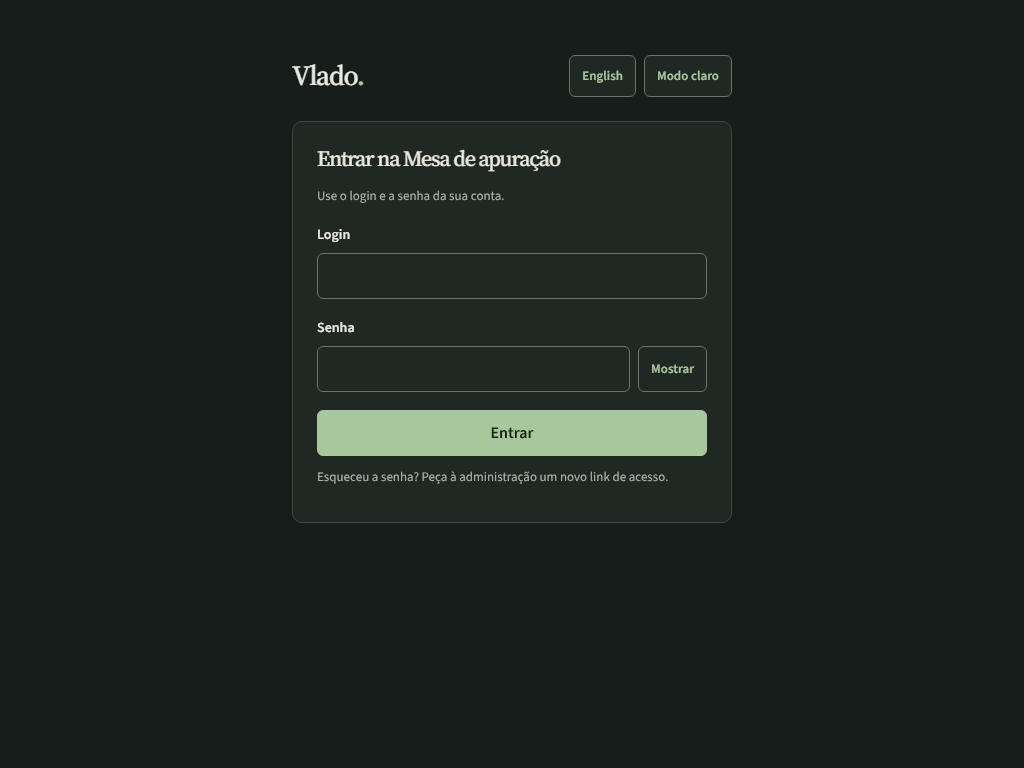 Vlado.
English
Modo claro
Entrar na Mesa de apuração
Use o login e a senha da sua conta.
Login
Senha
Mostrar
Entrar
Esqueceu a senha? Peça à administração um novo link de acesso.